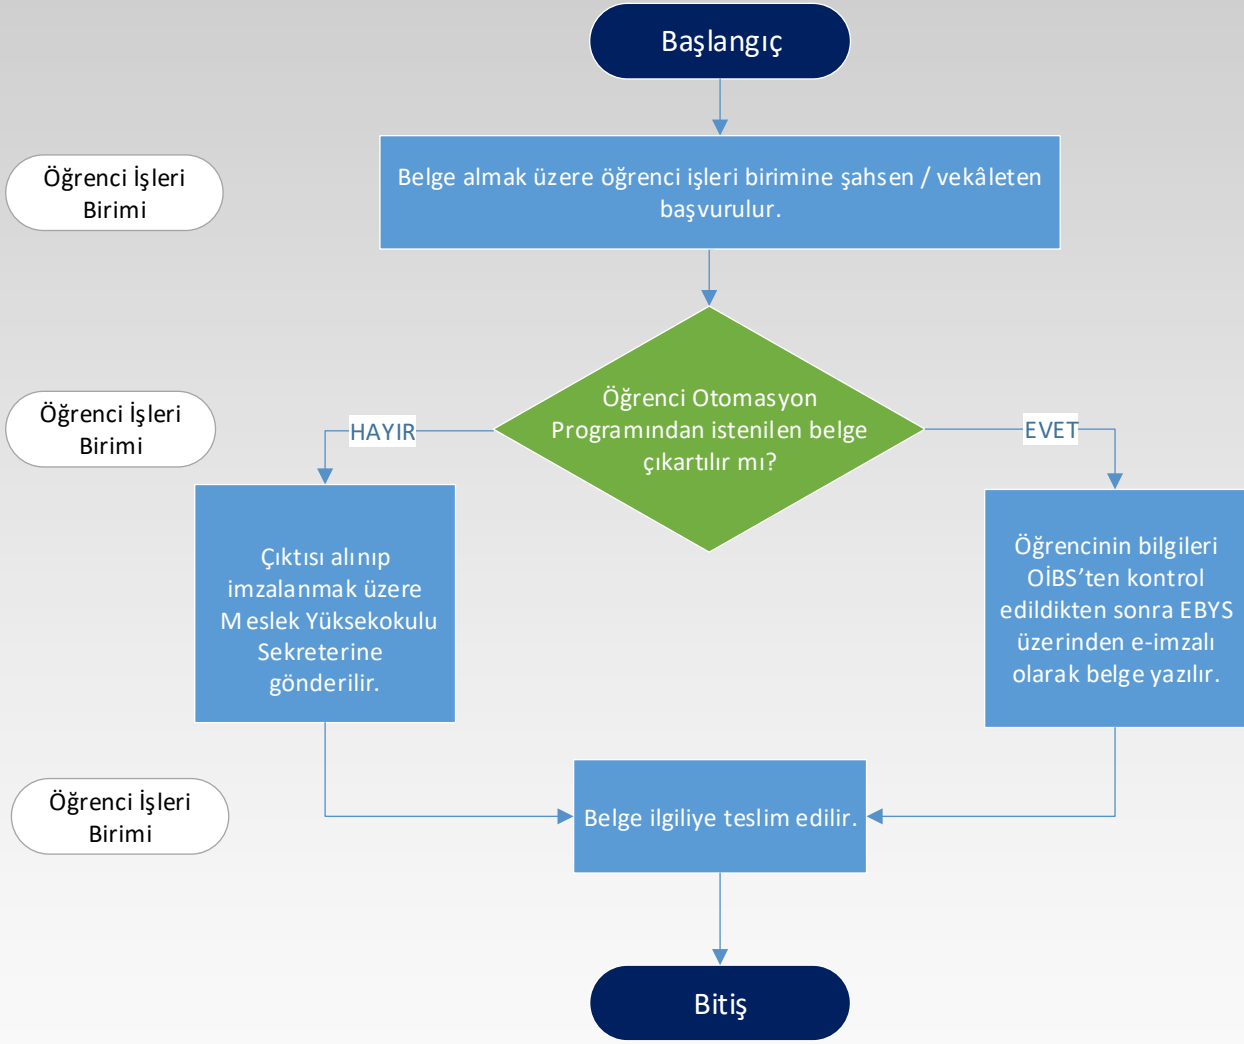 Başlangıç
Öğrenci İşleri
Birimi
Belge almak üzere öğrenci işleri birimine şahsen / vekâleten
başvurulur.
Öğrenci İşleri
Birimi
Öğrenci Otomasyon
Programından istenilen belge
çıkartılır mı?
HAYIR
EVET
Çıktısı alınıp
imzalanmak üzere
Meslek Yüksekokulu
Sekreterine
gönderilir.
Öğrencinin bilgileri
OİBS’ten kontrol
edildikten sonra EBYS
üzerinden e-imzalı
olarak belge yazılır.
Öğrenci İşleri
Birimi
Belge ilgiliye teslim edilir.
Bitiş